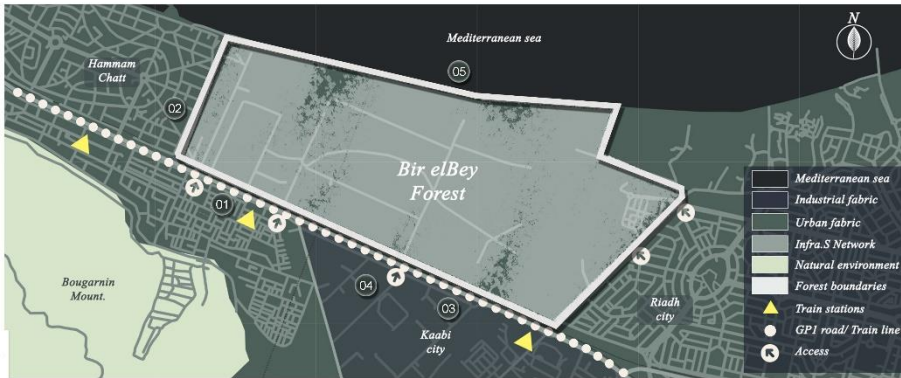 N
Mediterranean sea
Hammam
Chatt
05
02
Bir elBey
Forest
01
04
03
Bougarnin
Mount.
Kaabi
city
Riadh
city
Mediterranean sea
Industrial fabric
Urban fabric
Infra.S Network
Natural environment
Forest boundaries
Train stations
GP1 road/ Train line
Access